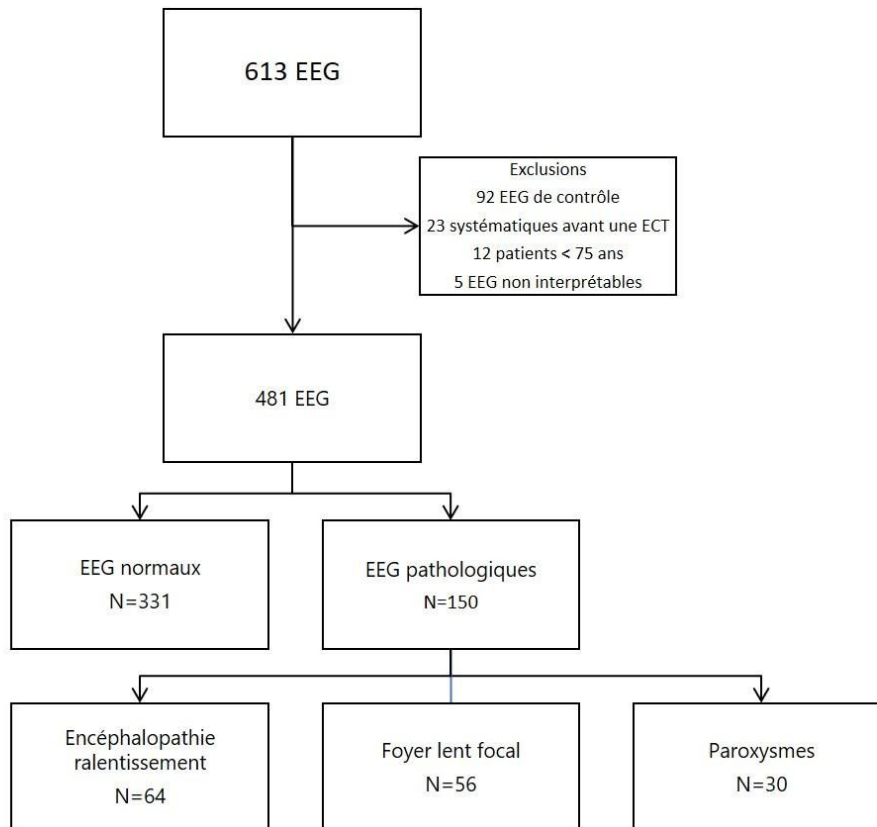 613 EEG
Exclusions
92 EEG de contrôle
23 systématiques avant une ECT
12 patients < 75 ans
5 EEG non interprétables
481 EEG
EEG normaux
N=331
EEG pathologiques
N=150
Encéphalopathie
ralentissement
N=64
Foyer lent focal
N=56
Paroxysmes
N=30